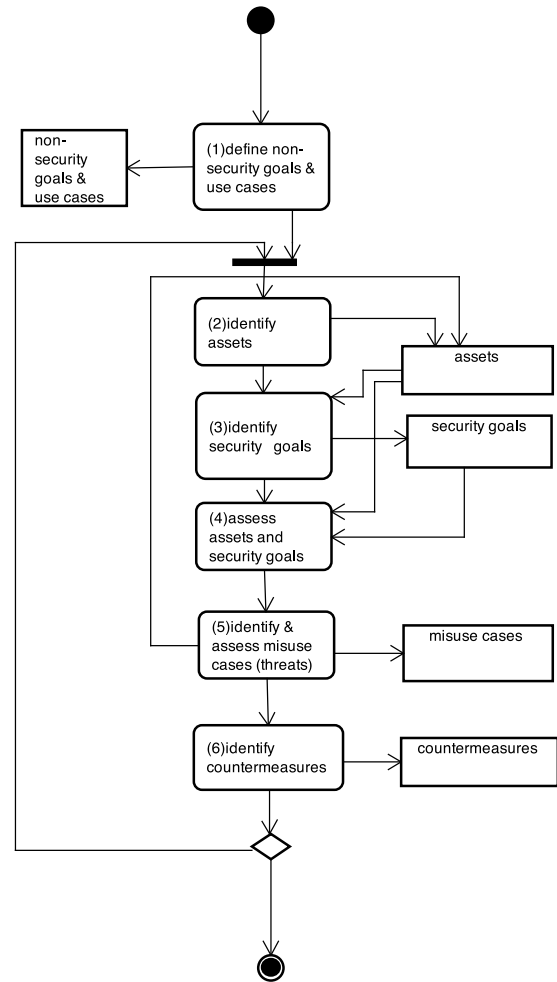 non-
security
goals &
use cases
(1)define non-
security goals &
use cases
(2)identify
assets
assets
(3)identify
security goals
security goals
(4)assess
assets and
security goals
(5)identify &
assess misuse
cases (threats)
misuse cases
(6)identify
countermeasures
countermeasures